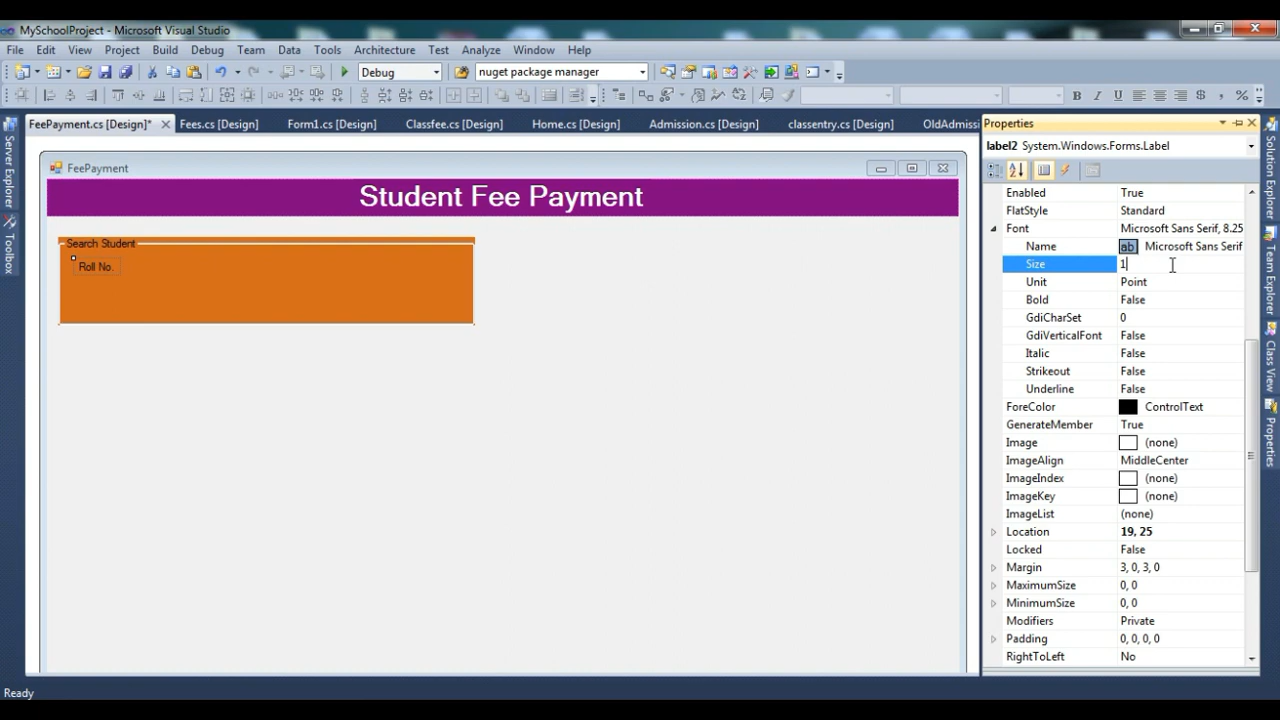 MySchoolProject - Microsoft Visual Studio
File Edit View Project Build Debug Team Data Tools Architecture Test Analyze Window Help
Debug nuget package manager
B I U $ , %
FeePayment.cs [Design]* Fees.cs [Design] Form1.cs [Design] Classfee.cs [Design] Home.cs [Design] Admission.cs [Design] classentry.cs [Design] OldAdmissi
Server Explorer
Toolbox
FeePayment
Student Fee Payment
Search Student
Roll No.
Properties
label2 System.Windows.Forms.Label
Enabled True
FlatStyle Standard
Font Microsoft Sans Serif, 8.25
Name ab Microsoft Sans Serif
Size 1
Unit Point
Bold False
GdiCharSet 0
GdiVerticalFont False
Italic False
Strikeout False
Underline False
ForeColor ControlText
GenerateMember True
Image (none)
ImageAlign MiddleCenter
ImageIndex (none)
ImageKey (none)
ImageList (none)
Location 19, 25
Locked False
Margin 3, 0, 3, 0
MaximumSize 0, 0
MinimumSize 0, 0
Modifiers Private
Padding 0, 0, 0, 0
RightToLeft No
Solution Explorer
Team Explorer
Class View
Properties
Ready